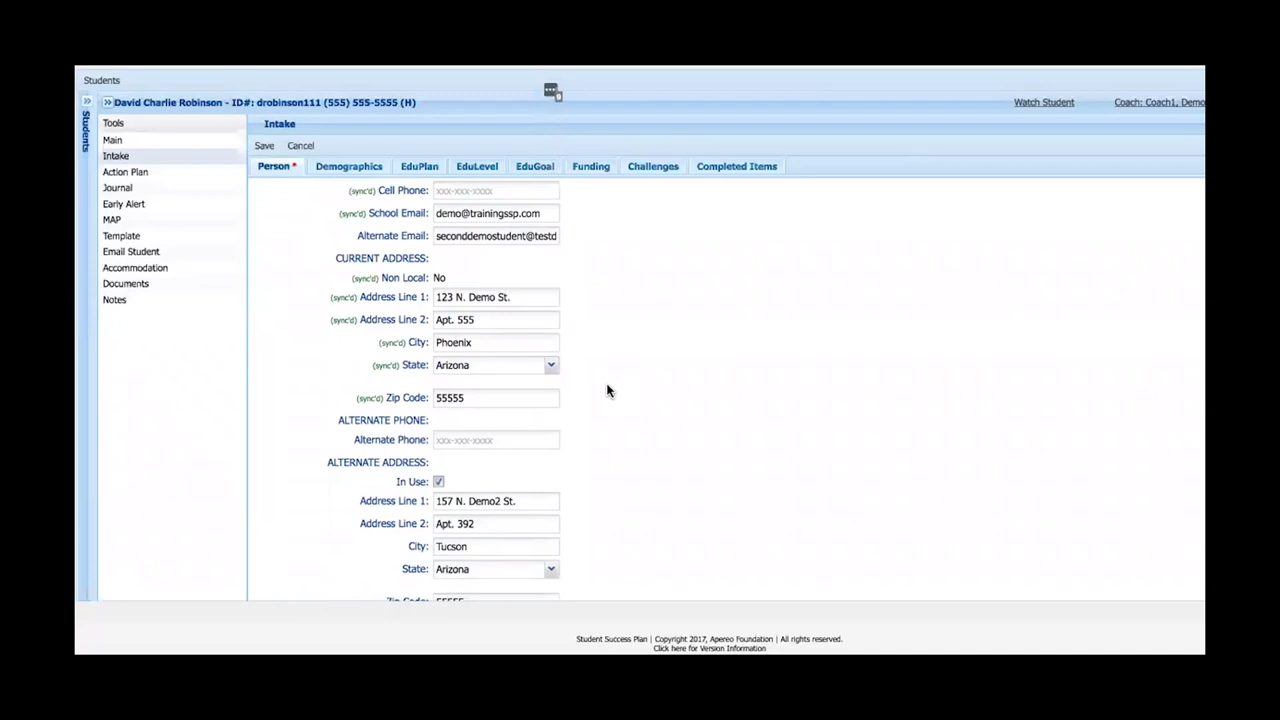 Students
David Charlie Robinson - ID#: drobinson111 (555) 555-5555 (H)
Watch Student
Coach: Coach1, Demo
Students
Tools
Main
Intake
Action Plan
Journal
Early Alert
MAP
Template
Email Student
Accommodation
Documents
Notes
Intake
Save Cancel
Person * Demographics EduPlan EduLevel EduGoal Funding Challenges Completed Items
(sync'd) Cell Phone: xxx-xxx-xxxx
(sync'd) School Email: demo@trainingssp.com
Alternate Email: seconddemostudent@testd
CURRENT ADDRESS:
(sync'd) Non Local: No
(sync'd) Address Line 1: 123 N. Demo St.
(sync'd) Address Line 2: Apt. 555
(sync'd) City: Phoenix
(sync'd) State: Arizona
(sync'd) Zip Code: 55555
ALTERNATE PHONE:
Alternate Phone: xxx-xxx-xxxx
ALTERNATE ADDRESS:
In Use:
Address Line 1: 157 N. Demo2 St.
Address Line 2: Apt. 392
City: Tucson
State: Arizona
Zip Code: 55555
Student Success Plan | Copyright 2017, Apereo Foundation | All rights reserved.
Click here for Version Information